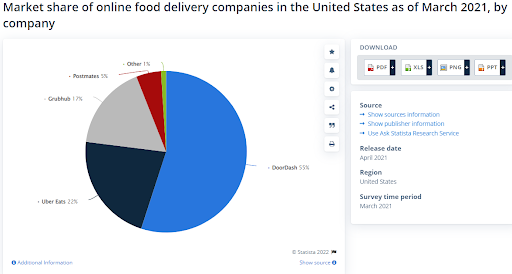 Market share of online food delivery companies in the United States as of March 2021, by
company
Other 1%
Postmates 5%
Grubhub 17%
DoorDash 55%
Uber Eats 22%
© Statista 2022
Additional Information
Show source
DOWNLOAD
PDF
XLS
PNG
PPT
Source
→ Show sources information
→ Show publisher information
→ Use Ask Statista Research Service
Release date
April 2021
Region
United States
Survey time period
March 2021